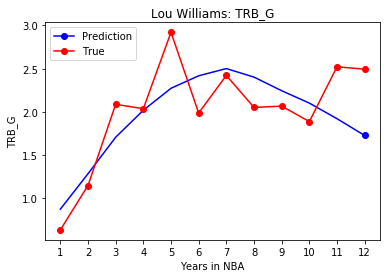 Lou Williams: TRB_G
Prediction
True
3.0
2.5
2.0
1.5
1.0
TRB_G
1 2 3 4 5 6 7 8 9 10 11 12
Years in NBA